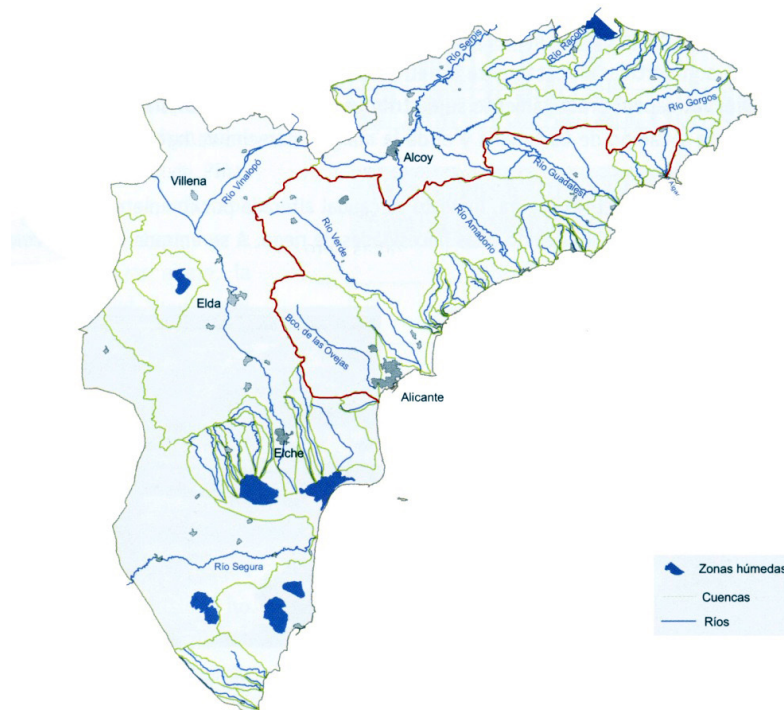 Río Serpis
Río Racons
Río Gorgos
Alcoy
Villena
Río Vinalopó
Río Guadalest
Algar
Río Amadorio
Río Verde
Elda
Bco. de las Ovejas
Alicante
Elche
Río Segura
Zonas húmedas
Cuencas
Ríos